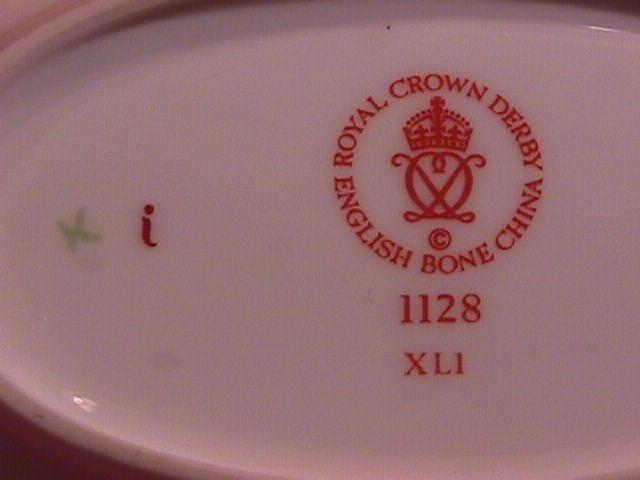 ROYAL CROWN DERBY
ENGLISH BONE CHINA
©
1128
XLI
i